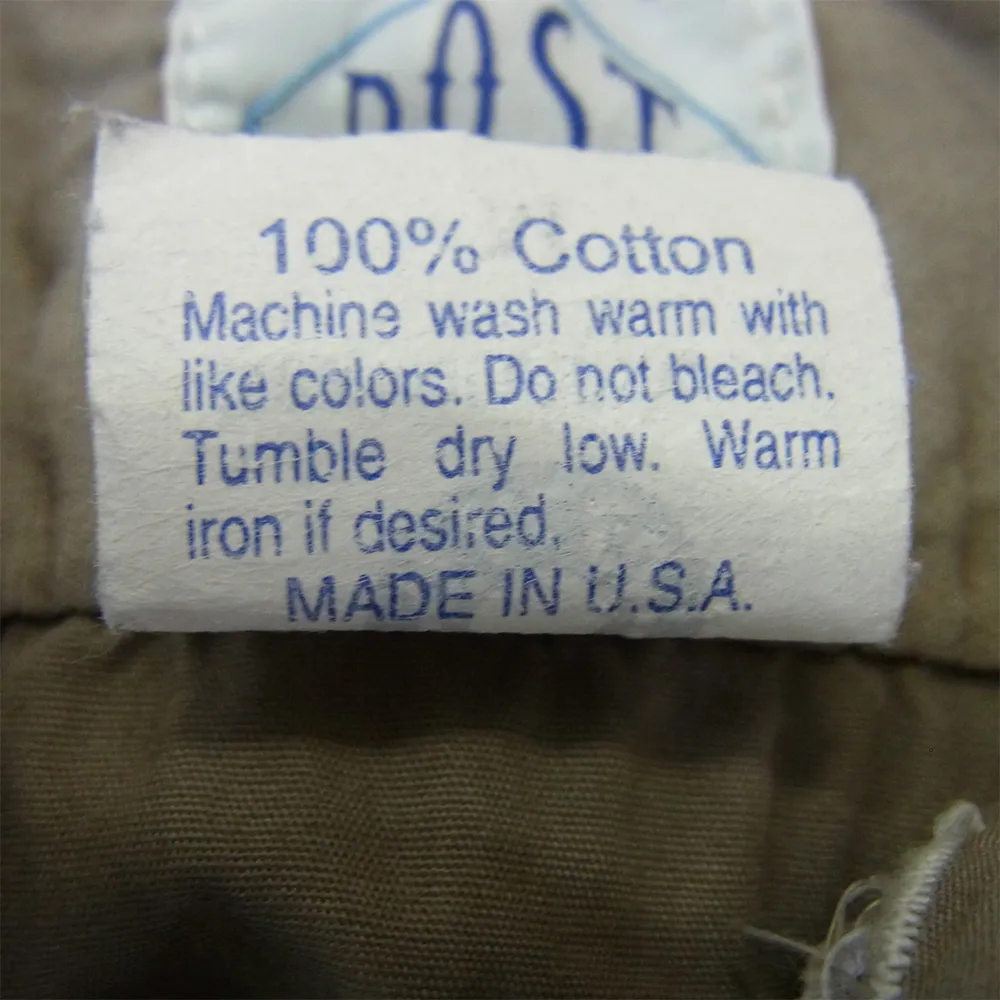 POST
100% Cotton
Machine wash warm with
like colors. Do not bleach.
Tumble dry low. Warm
iron if desired.
MADE IN U.S.A.